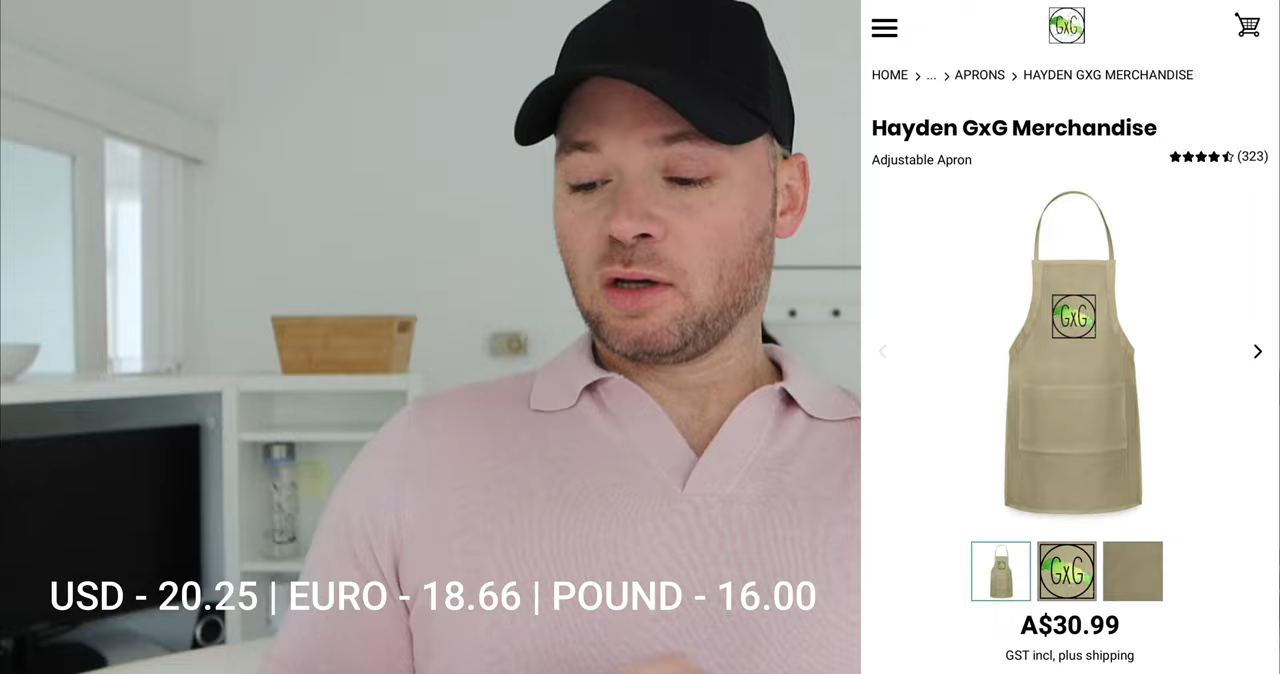 GxG
HOME > ... > APRONS > HAYDEN GXG MERCHANDISE
Hayden GxG Merchandise
Adjustable Apron
(323)
GxG
GxG
A$30.99
GST incl, plus shipping
USD - 20.25 | EURO - 18.66 | POUND - 16.00